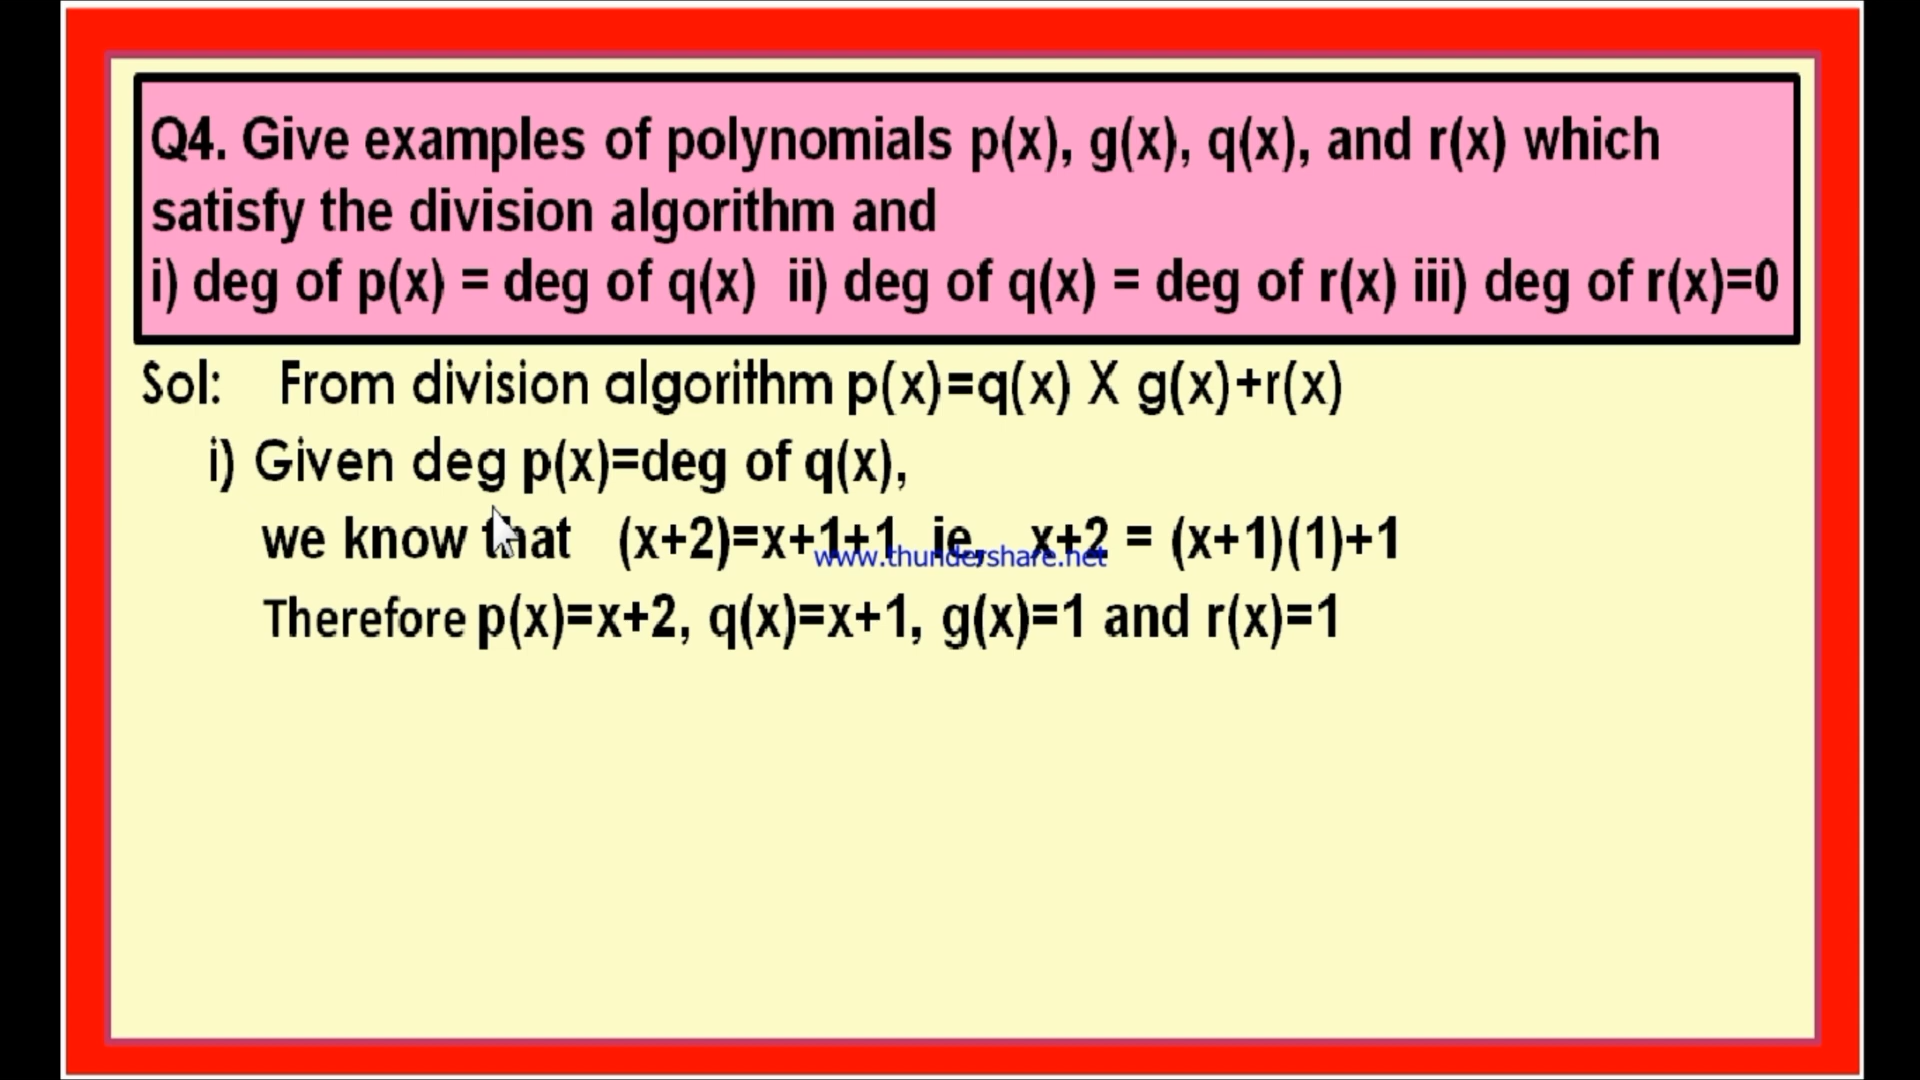 Q4. Give examples of polynomials p(x), g(x), q(x), and r(x) which
satisfy the division algorithm and
i) deg of p(x) = deg of q(x) ii) deg of q(x) = deg of r(x) iii) deg of r(x)=0
Sol: From division algorithm p(x)=q(x) X g(x)+r(x)
i) Given deg p(x)=deg of q(x),
we know that (x+2)=x+1+1 ie, x+2 = (x+1)(1)+1
www.thundershare.net
Therefore p(x)=x+2, q(x)=x+1, g(x)=1 and r(x)=1